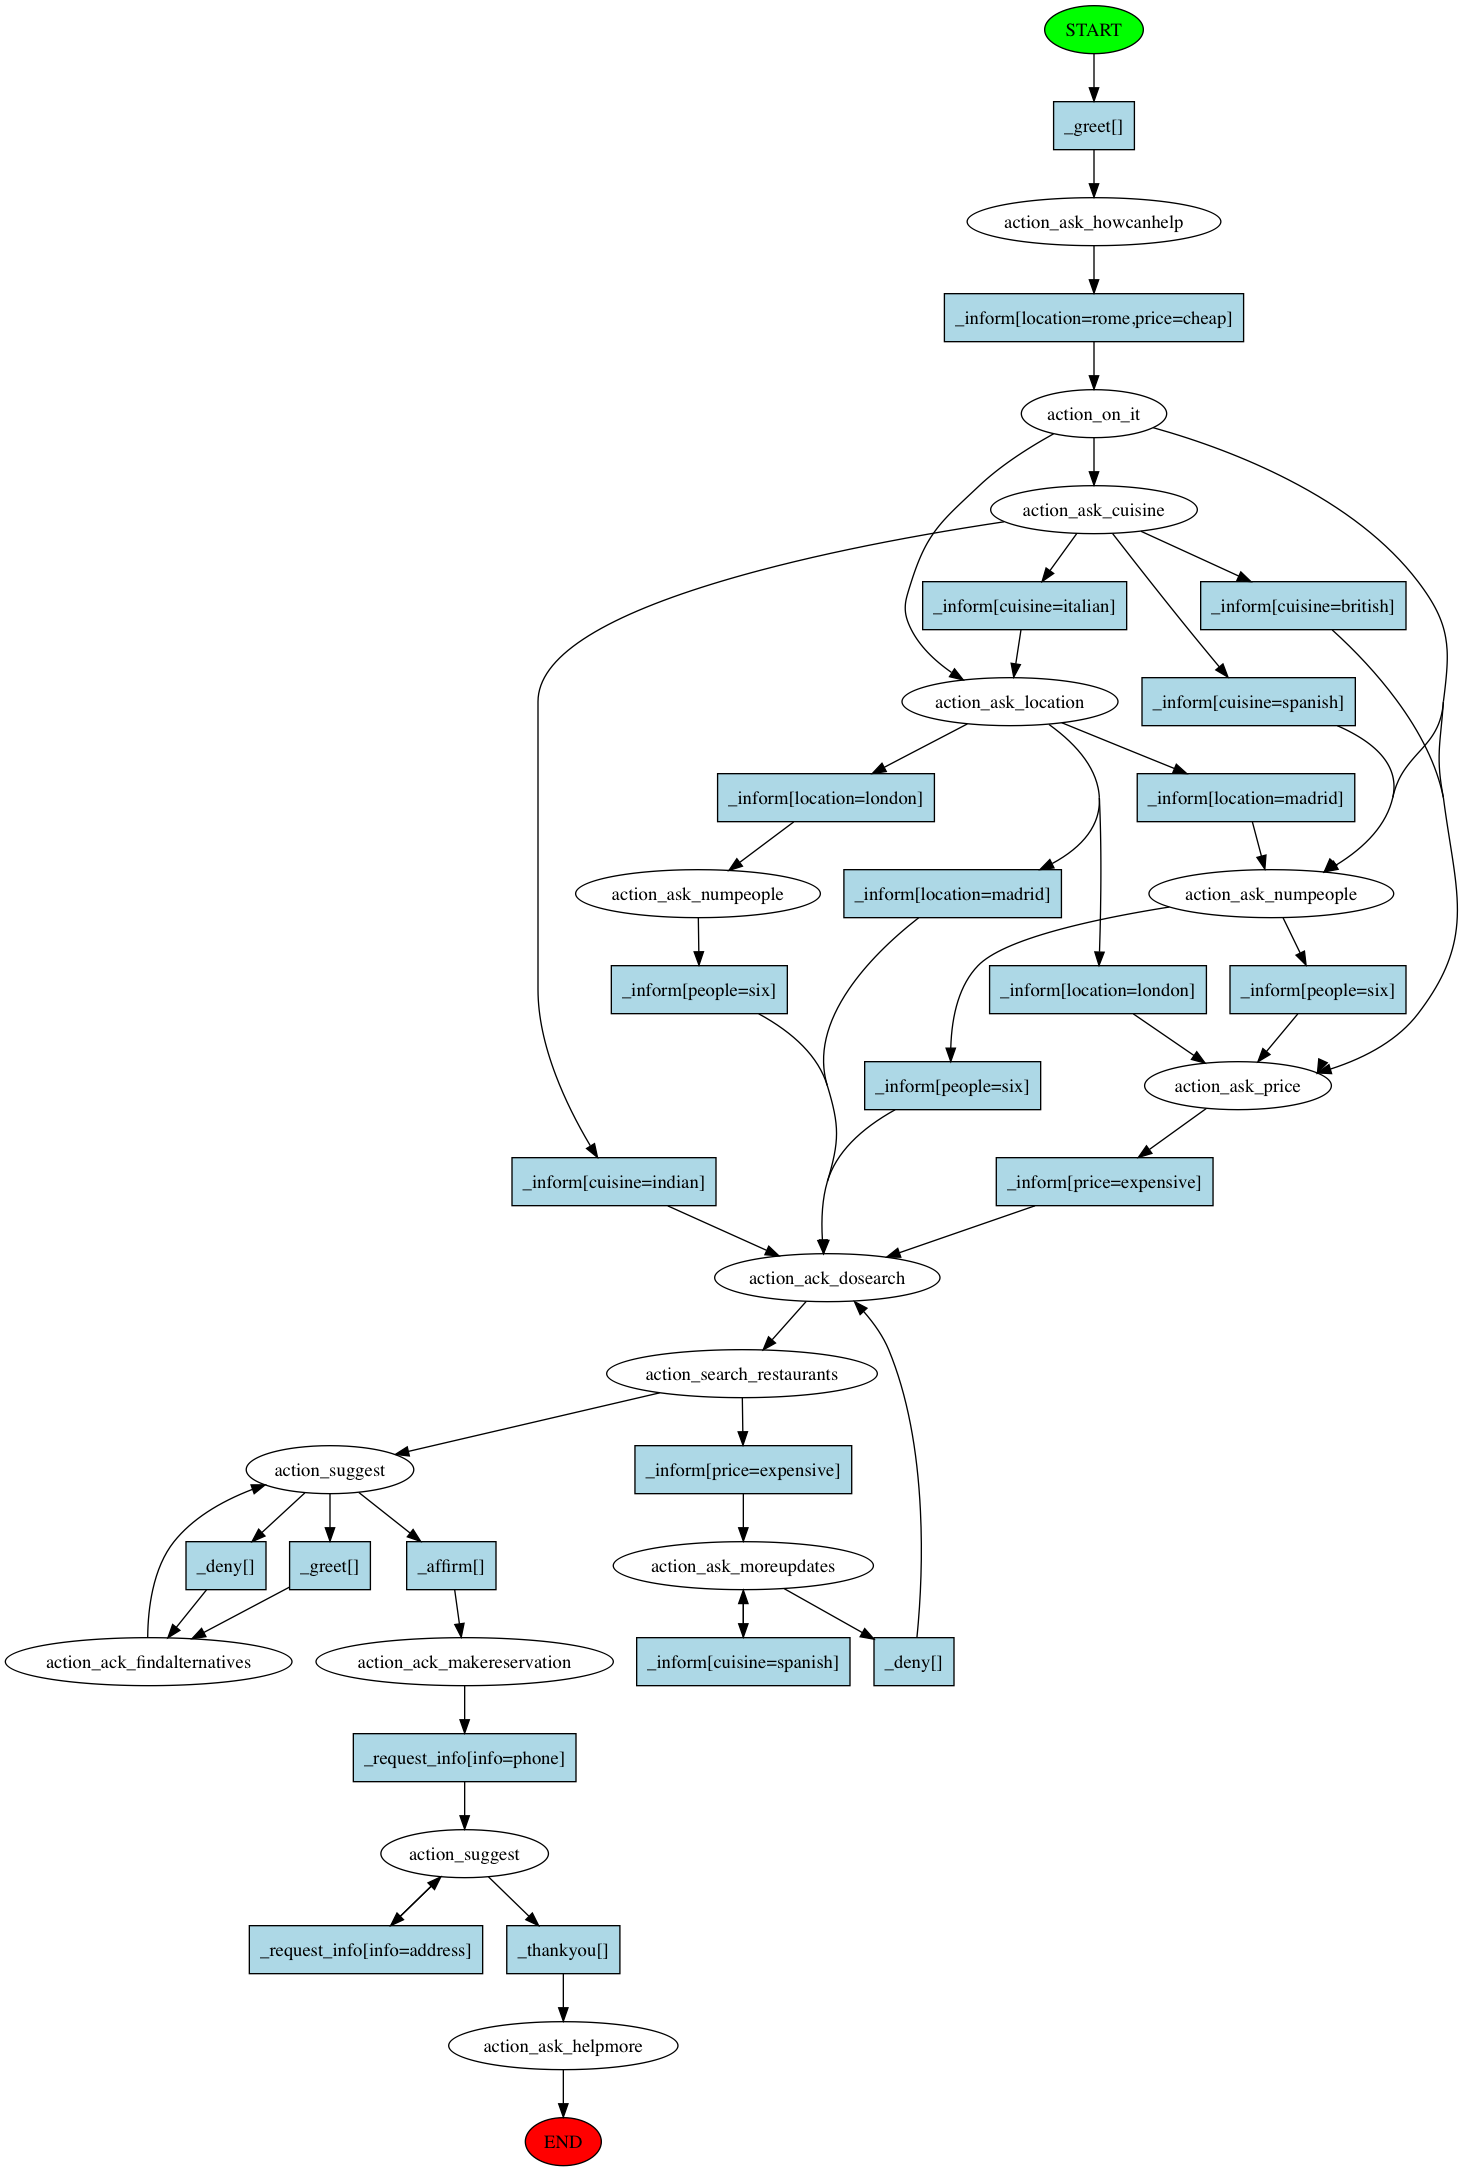 START
_greet[]
action_ask_howcanhelp
_inform[location=rome,price=cheap]
action_on_it
action_ask_cuisine
_inform[cuisine=italian]
_inform[cuisine=british]
action_ask_location
_inform[cuisine=spanish]
_inform[location=london]
_inform[location=madrid]
action_ask_numpeople
_inform[location=madrid]
action_ask_numpeople
_inform[people=six]
_inform[location=london]
_inform[people=six]
_inform[people=six]
action_ask_price
_inform[cuisine=indian]
_inform[price=expensive]
action_ack_dosearch
action_search_restaurants
action_suggest
_inform[price=expensive]
_deny[]
_greet[]
_affirm[]
action_ask_moreupdates
action_ack_findalternatives
action_ack_makereservation
_inform[cuisine=spanish]
_deny[]
_request_info[info=phone]
action_suggest
_request_info[info=address]
_thankyou[]
action_ask_helpmore
END